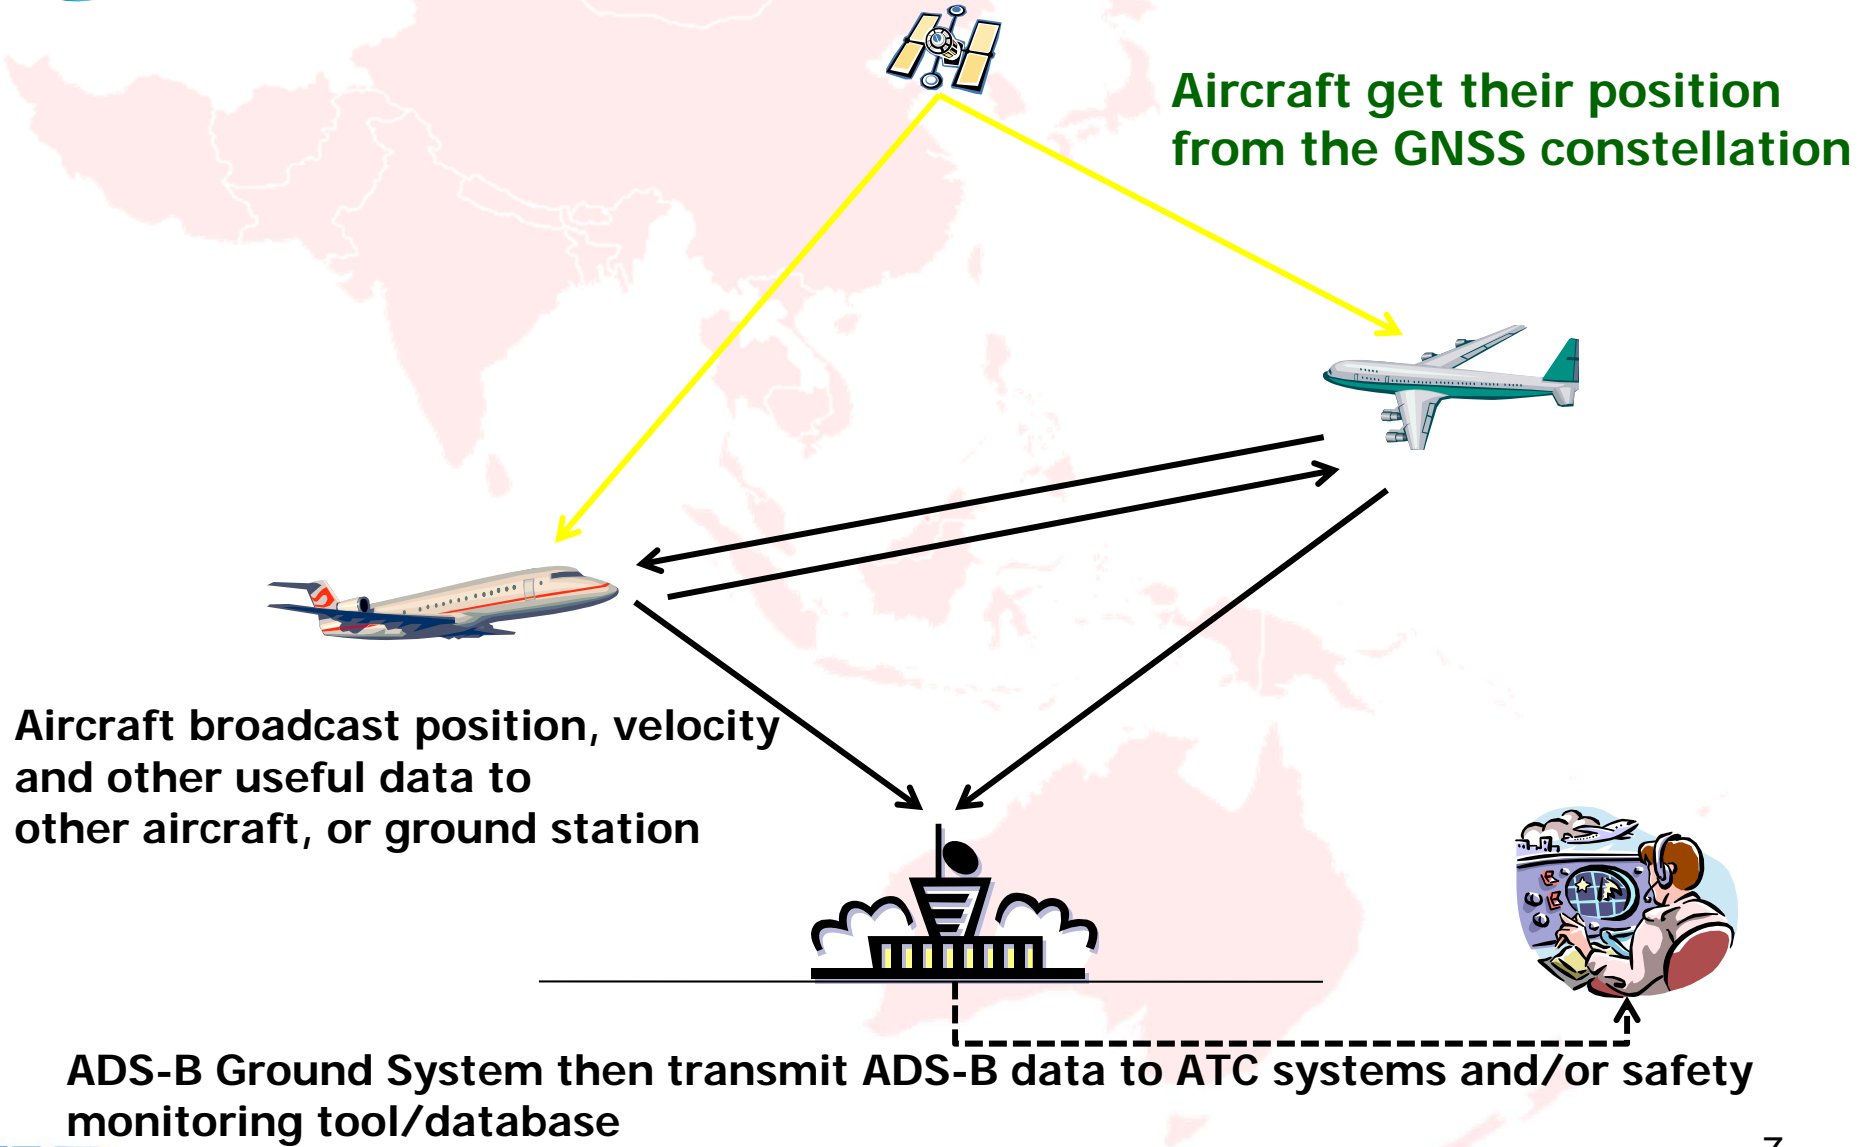 Aircraft get their position
from the GNSS constellation
Aircraft broadcast position, velocity
and other useful data to
other aircraft, or ground station
ADS-B Ground System then transmit ADS-B data to ATC systems and/or safety
monitoring tool/database
7